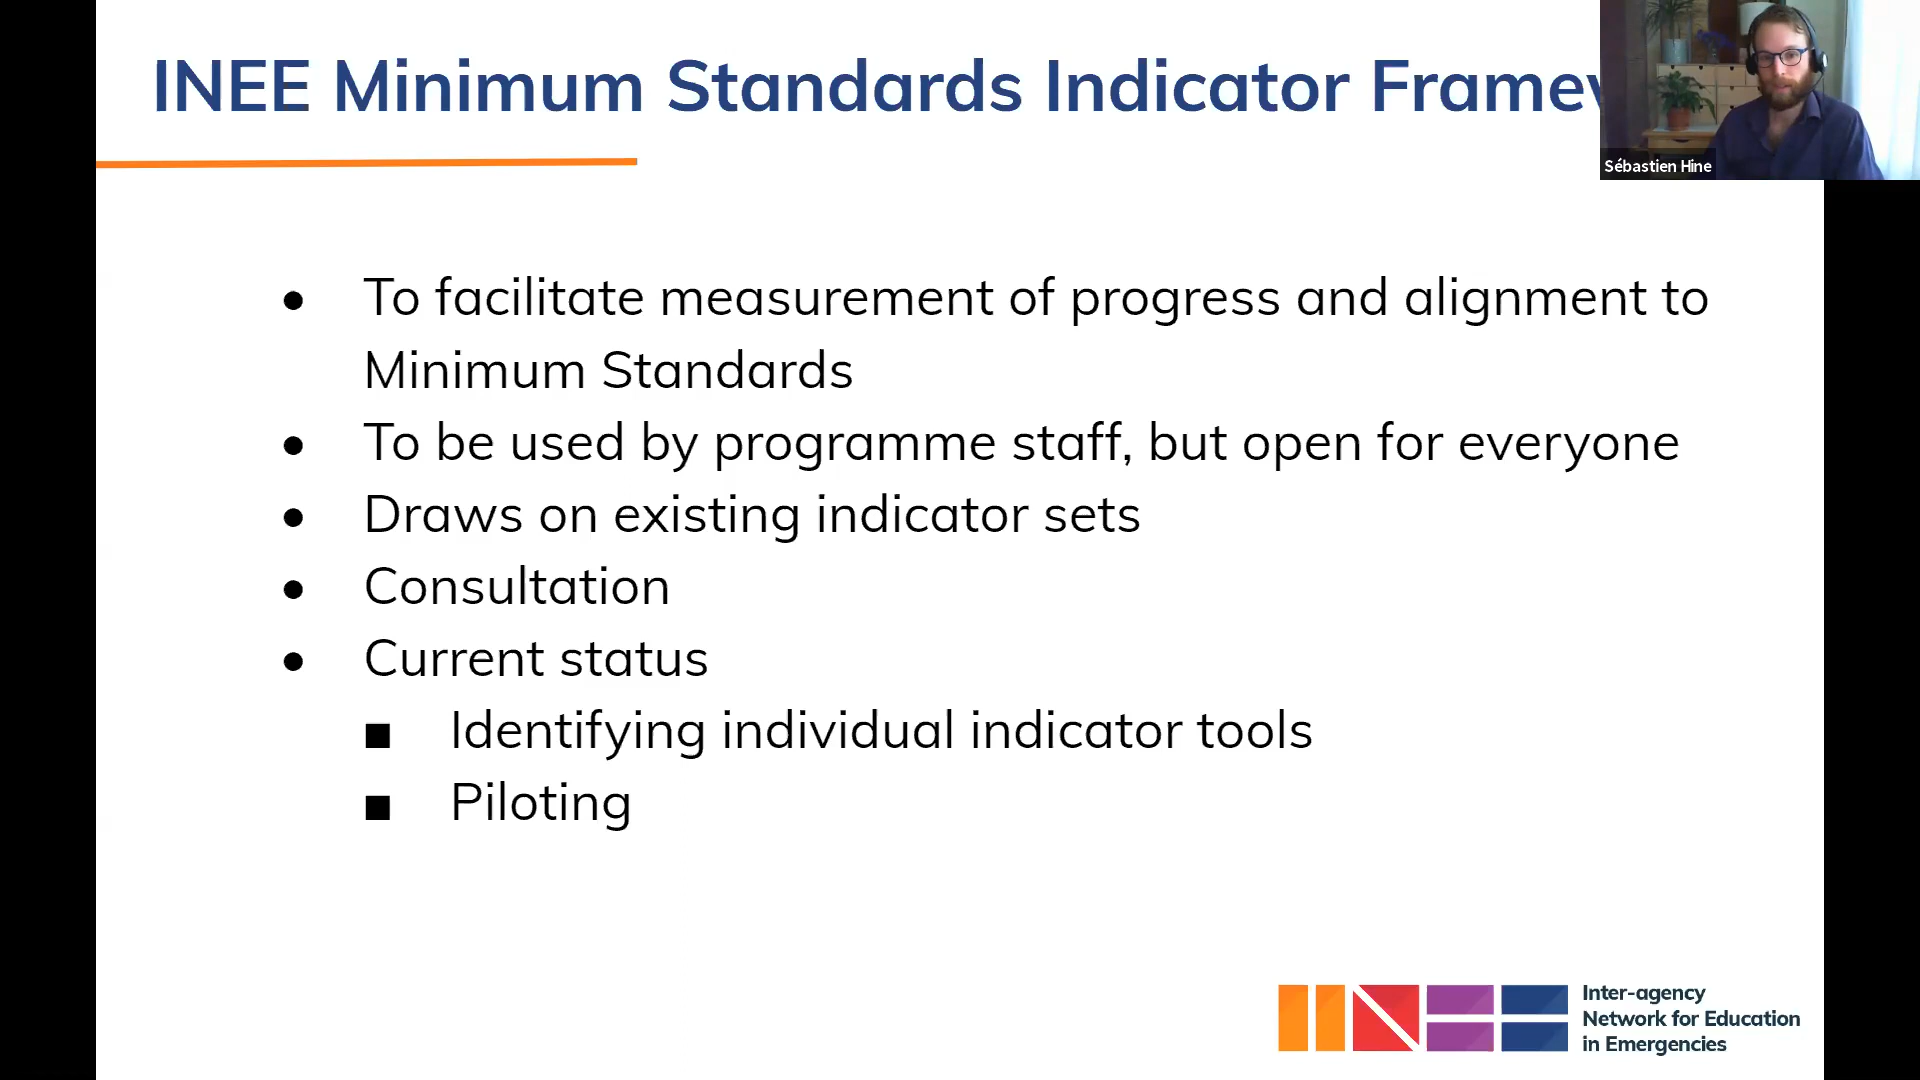 INEE Minimum Standards Indicator Framew
Sébastien Hine
● To facilitate measurement of progress and alignment to
Minimum Standards
● To be used by programme staff, but open for everyone
● Draws on existing indicator sets
● Consultation
● Current status
■ Identifying individual indicator tools
■ Piloting
INEE
Inter-agency
Network for Education
in Emergencies